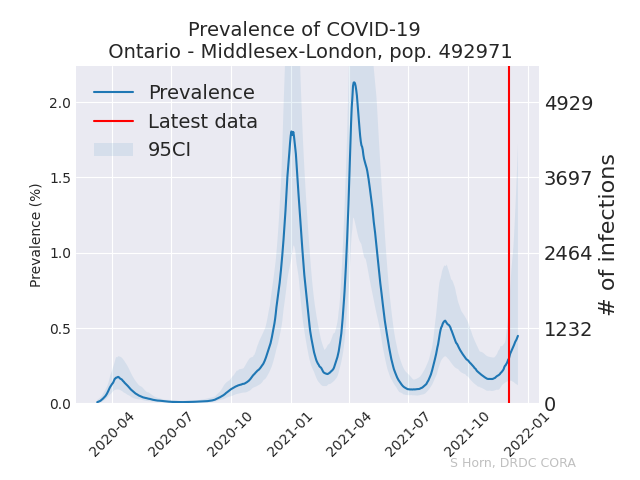 Prevalence of COVID-19
Ontario - Middlesex-London, pop. 492971
Prevalence
Latest data
95CI
Prevalence (%)
2.0
1.5
1.0
0.5
0.0
4929
3697
2464
1232
0
# of infections
2020-04
2020-07
2020-10
2021-01
2021-04
2021-07
2021-10
2022-01
S Horn, DRDC CORA